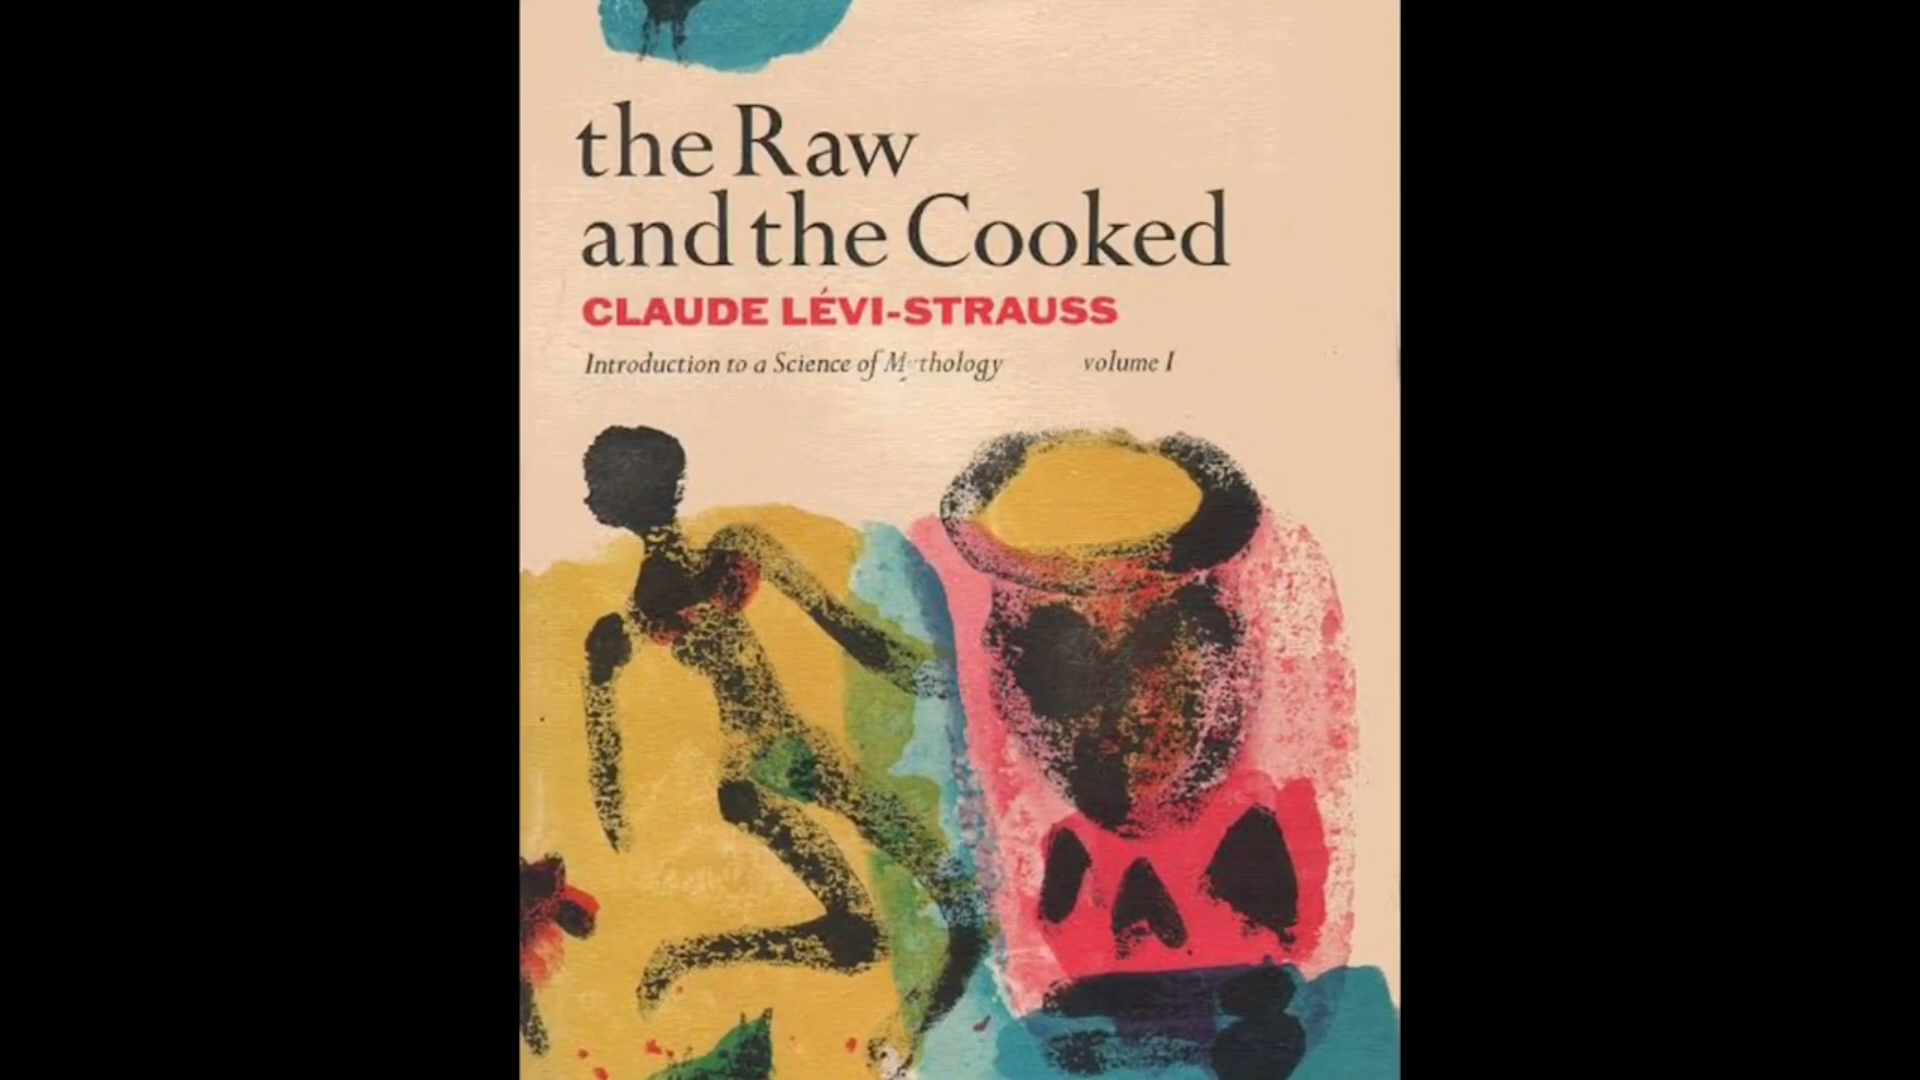 the Raw
and the Cooked
CLAUDE LÉVI-STRAUSS
Introduction to a Science of Mythology volume I